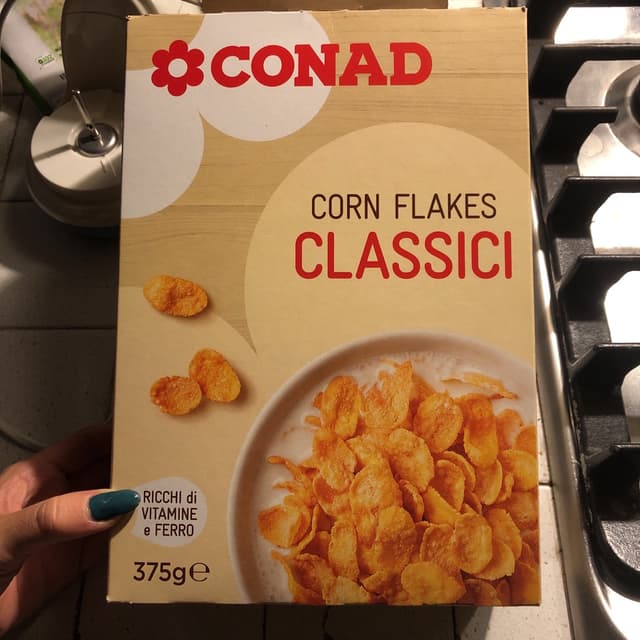 CONAD
CORN FLAKES
CLASSICI
RICCHI di
VITAMINE
e FERRO
375g℮